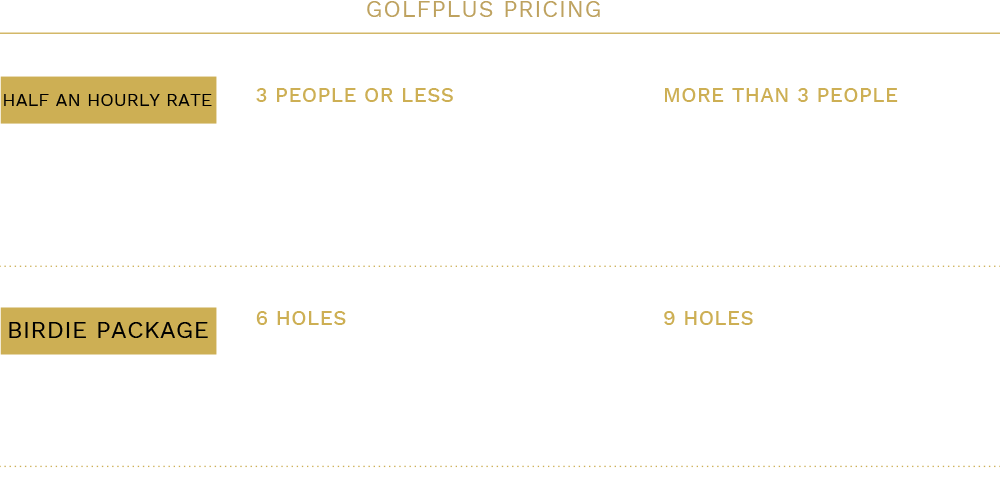 GOLFPLUS PRICING
HALF AN HOURLY RATE
3 PEOPLE OR LESS
MORE THAN 3 PEOPLE
BIRDIE PACKAGE
6 HOLES
9 HOLES